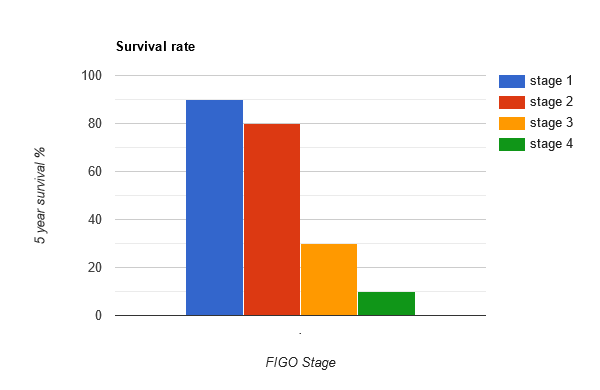 Survival rate
100
80
60
40
20
0
5 year survival %
.
FIGO Stage
stage 1
stage 2
stage 3
stage 4